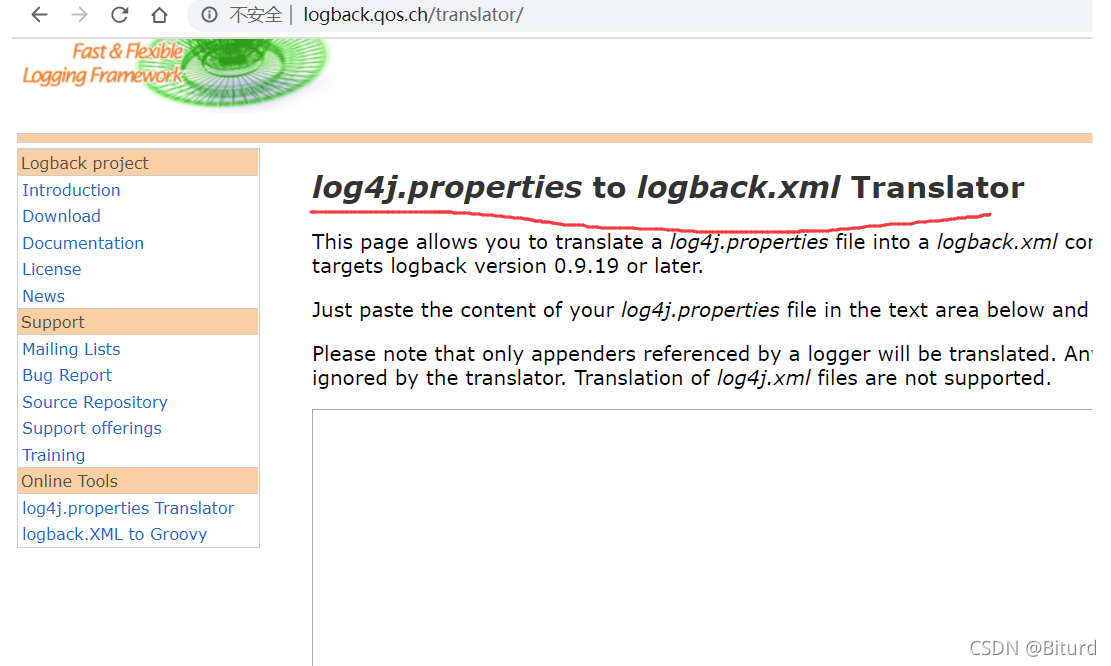 不安全 | logback.qos.ch/translator/
Fast & Flexible
Logging Framework
Logback project
Introduction
Download
Documentation
License
News
Support
Mailing Lists
Bug Report
Source Repository
Support offerings
Training
Online Tools
log4j.properties Translator
logback.XML to Groovy
log4j.properties to logback.xml Translator
This page allows you to translate a log4j.properties file into a logback.xml
targets logback version 0.9.19 or later.
Just paste the content of your log4j.properties file in the text area below and
Please note that only appenders referenced by a logger will be translated.
ignored by the translator. Translation of log4j.xml files are not supported.
CSDN @Biturd